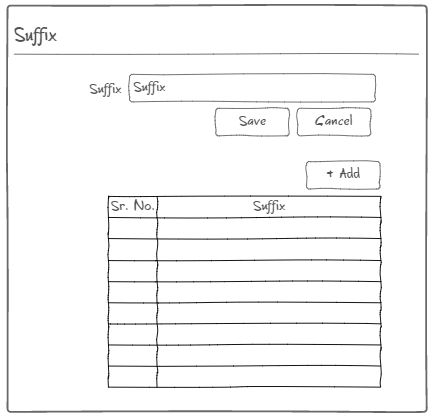 Suffix
Suffix Suffix
Save Cancel
+ Add
Sr. No. Suffix